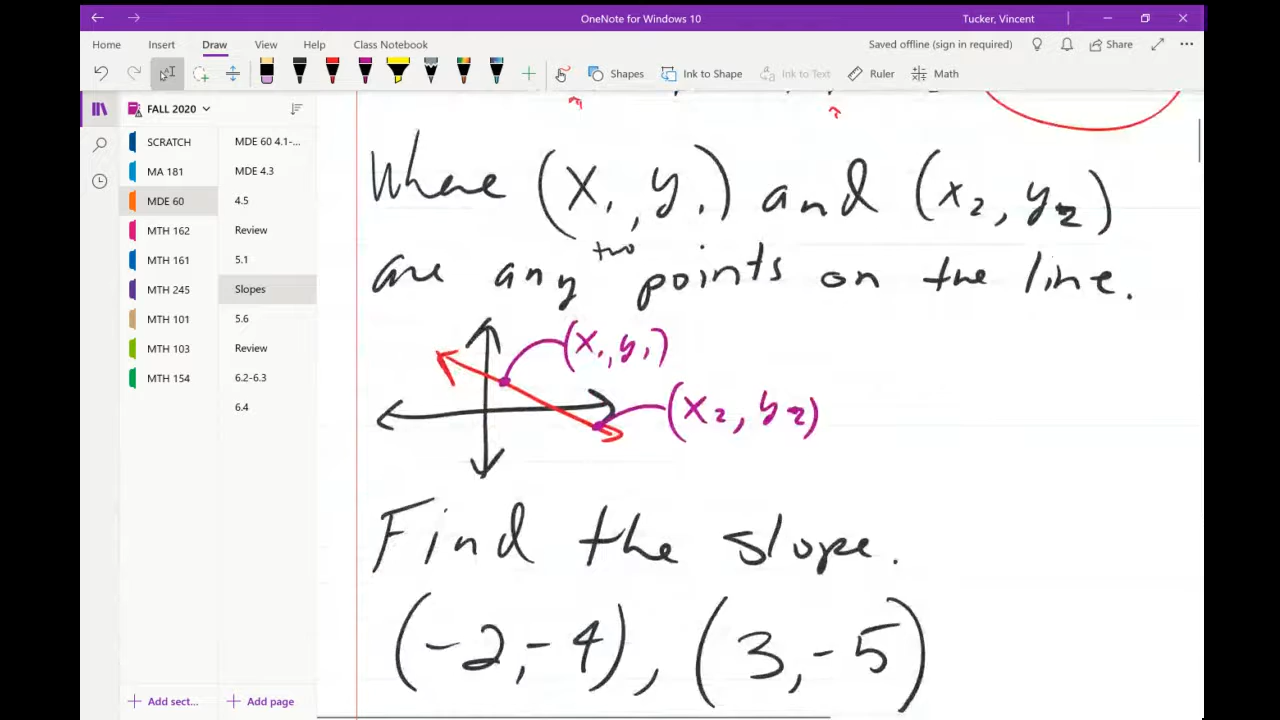 OneNote for Windows 10
Tucker, Vincent
Home Insert Draw View Help Class Notebook
Saved offline (sign in required) Share
Shapes Ink to Shape Ink to Text Ruler Math
FALL 2020
SCRATCH
MA 181
MDE 60
MTH 162
MTH 161
MTH 245
MTH 101
MTH 103
MTH 154
Add sect...
MDE 60 4.1-...
MDE 4.3
4.5
Review
5.1
Slopes
5.6
Review
6.2-6.3
6.4
Add page
Where (x₁, y₁) and (x₂, y₂)
are any two points on the line.
(x₁, y₁)
(x₂, y₂)
Find the slope.
(-2,-4), (3,-5)